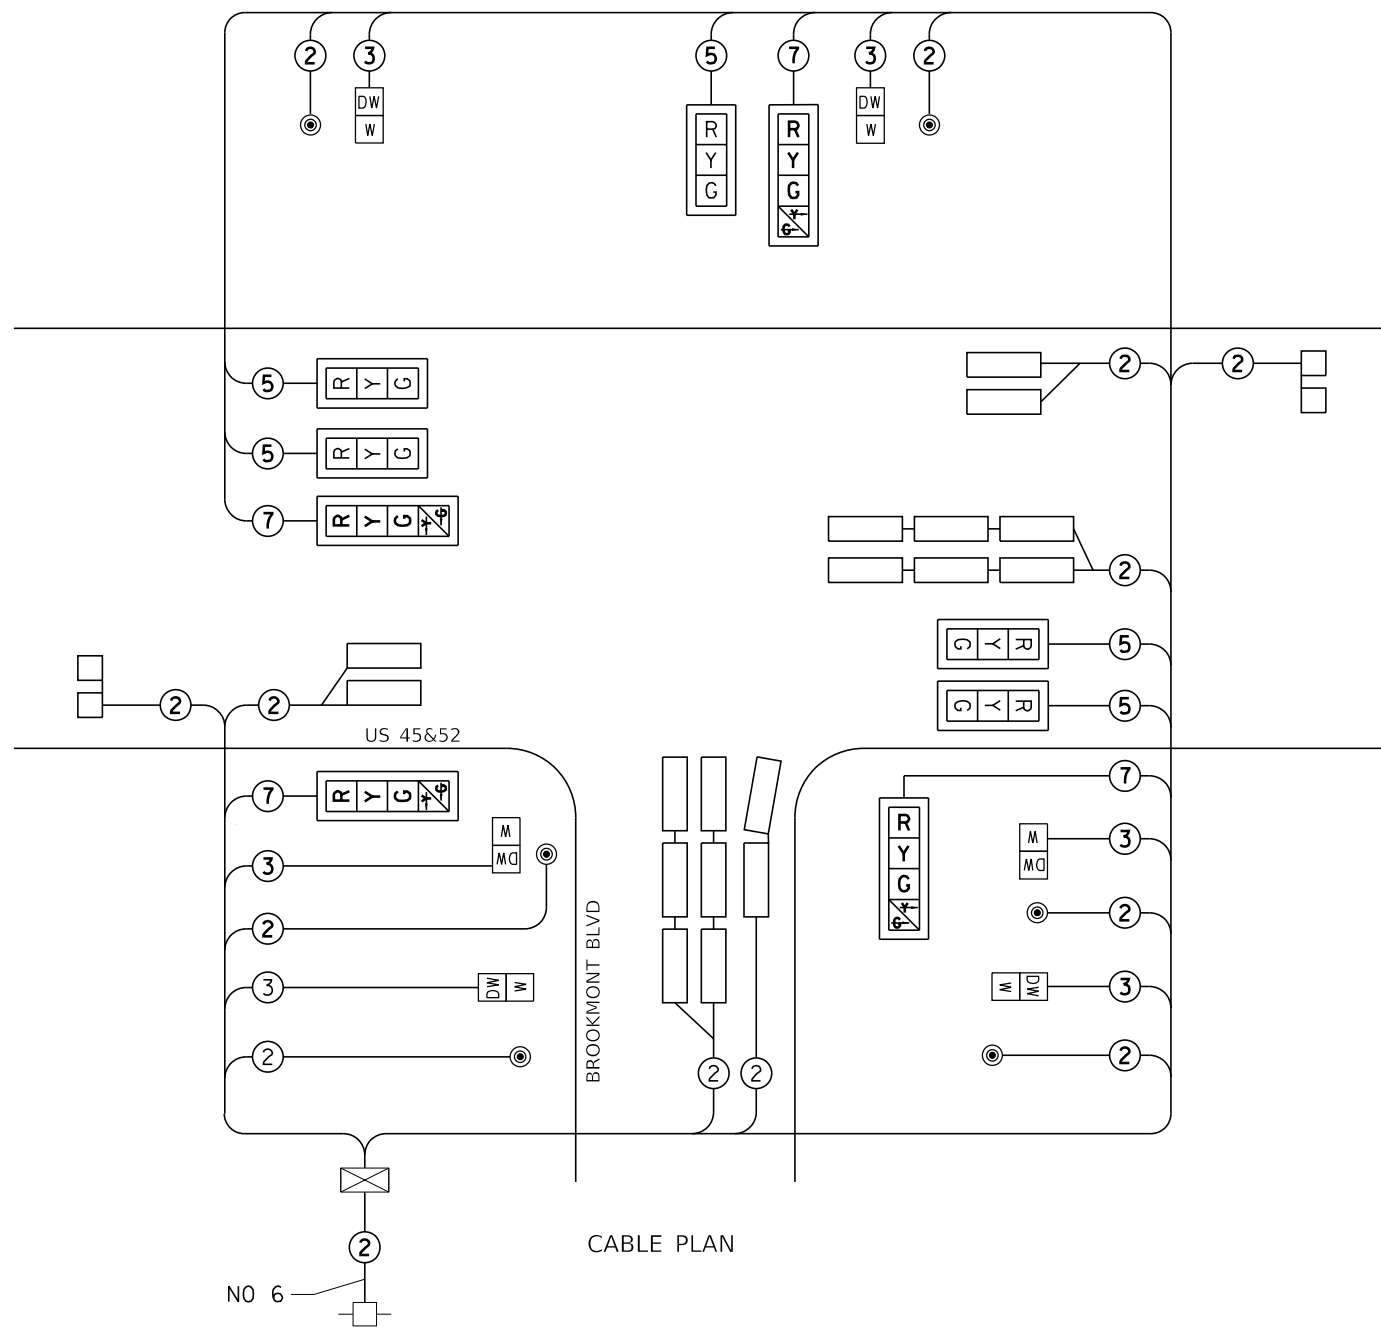 2 3 5 7 3 2
DW DW
W W
R R
Y Y
G G
Y
G
2 2
5 R Y G
5 R Y G
7 R Y G Y G
2
G Y R 5
2 2 G Y R 5
US 45&52
7
7 R Y G Y G
R
Y
G
Y
G
W
DW
3
W
DW
3
2
2
BROOKMONT BLVD
3 DW W
W DW 3
2
2
2 2
2
CABLE PLAN
NO 6